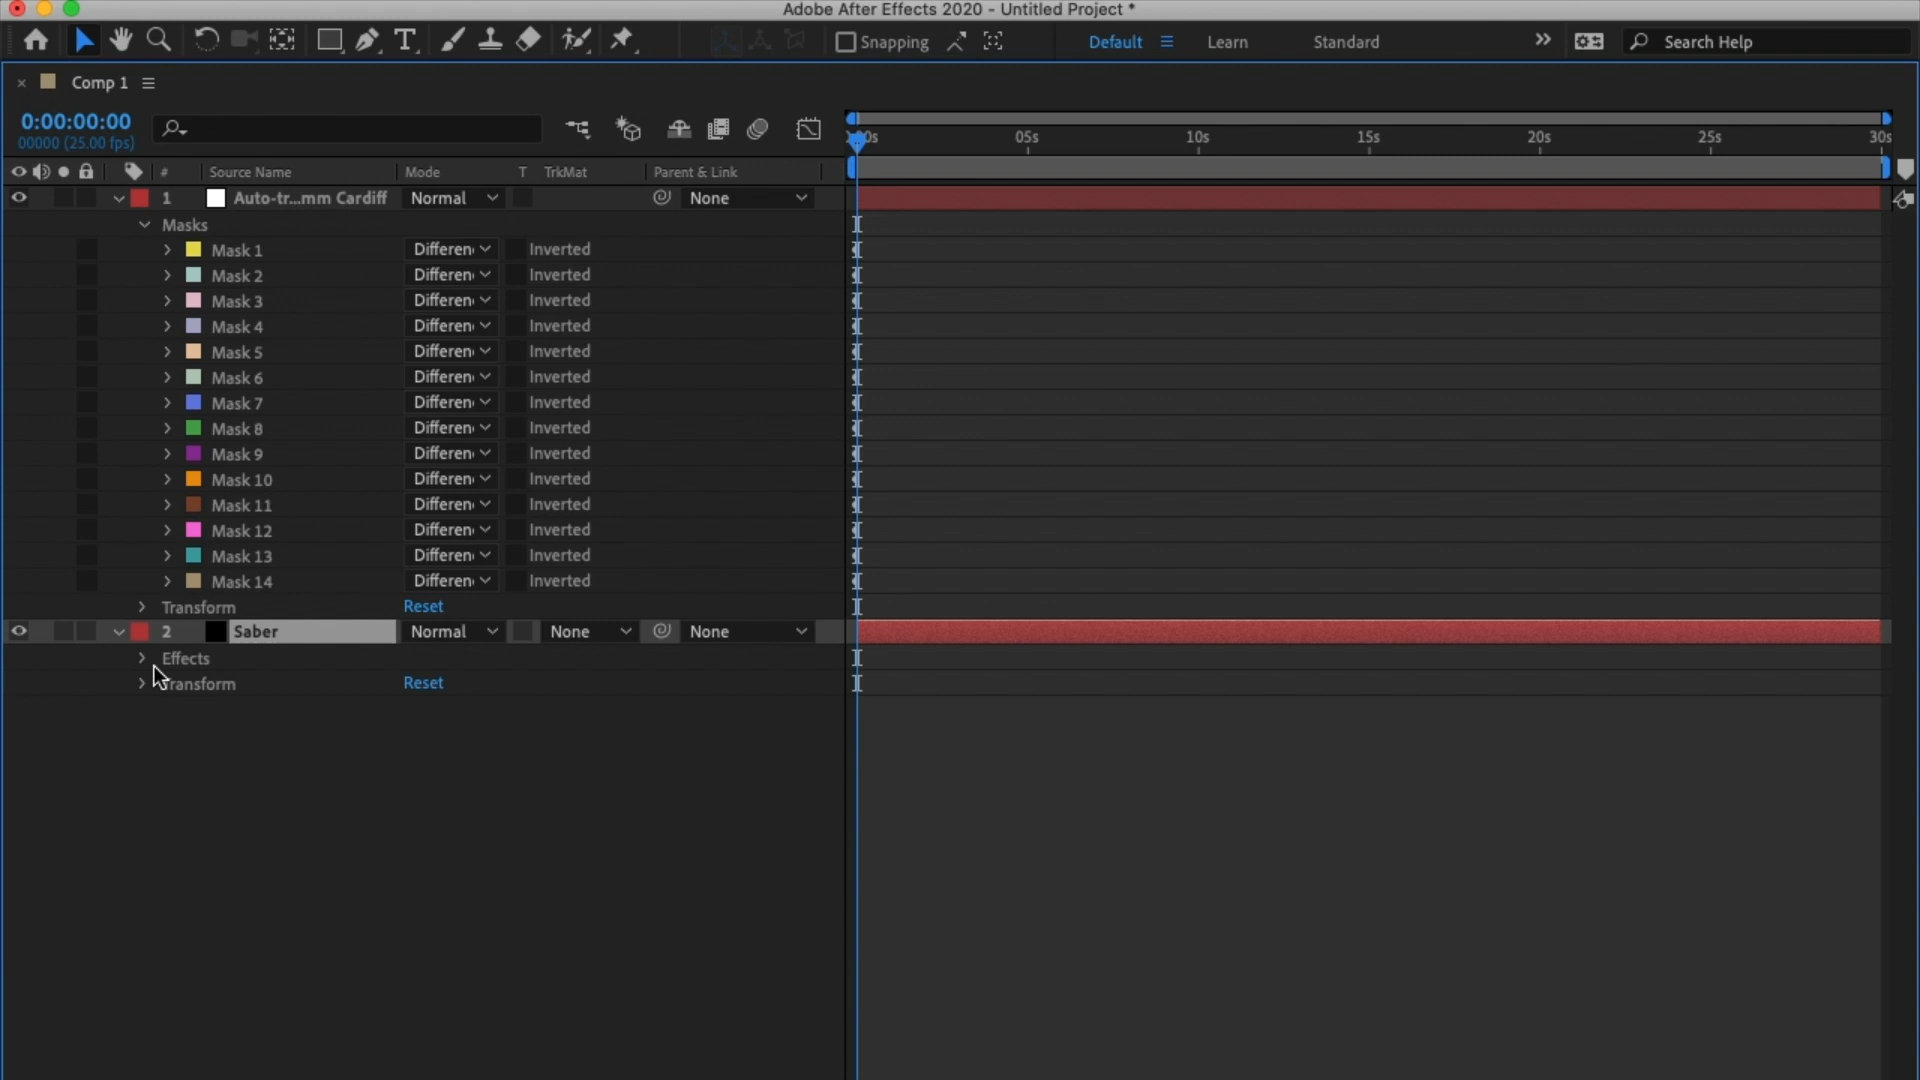 Adobe After Effects 2020 - Untitled Project *
Snapping Default Learn Standard Search Help
Comp 1
0:00:00:00
00000 (25.00 fps)
05s 10s 15s 20s 25s 30s
# Source Name Mode T TrkMat Parent & Link
1 Auto-tr...mm Cardiff Normal None
Masks
Mask 1 Differen Inverted
Mask 2 Differen Inverted
Mask 3 Differen Inverted
Mask 4 Differen Inverted
Mask 5 Differen Inverted
Mask 6 Differen Inverted
Mask 7 Differen Inverted
Mask 8 Differen Inverted
Mask 9 Differen Inverted
Mask 10 Differen Inverted
Mask 11 Differen Inverted
Mask 12 Differen Inverted
Mask 13 Differen Inverted
Mask 14 Differen Inverted
Transform Reset
2 Saber Normal None None
Effects
Transform Reset